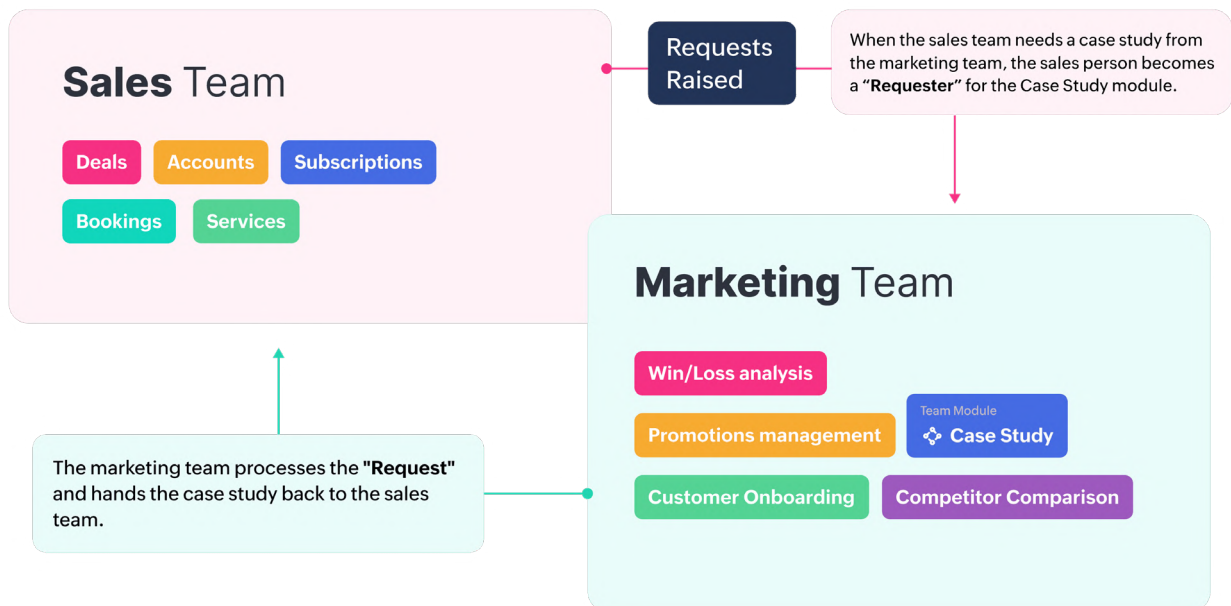 Sales Team
Deals
Accounts
Subscriptions
Bookings
Services
Requests
Raised
When the sales team needs a case study from
the marketing team, the sales person becomes
a “Requester” for the Case Study module.
Marketing Team
Win/Loss analysis
Promotions management
Team Module
Case Study
Customer Onboarding
Competitor Comparison
The marketing team processes the "Request"
and hands the case study back to the sales
team.